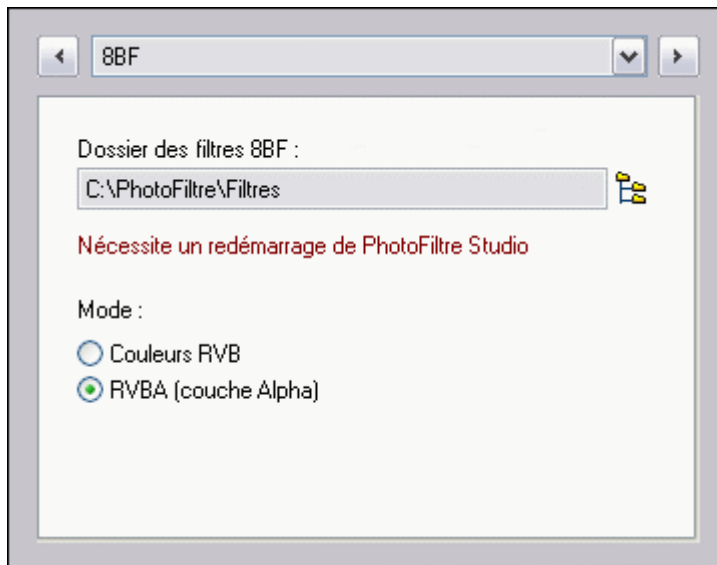 8BF
Dossier des filtres 8BF :
C:\PhotoFiltre\Filtres
Nécessite un redémarrage de PhotoFiltre Studio
Mode :
Couleurs RVB
RVBA (couche Alpha)